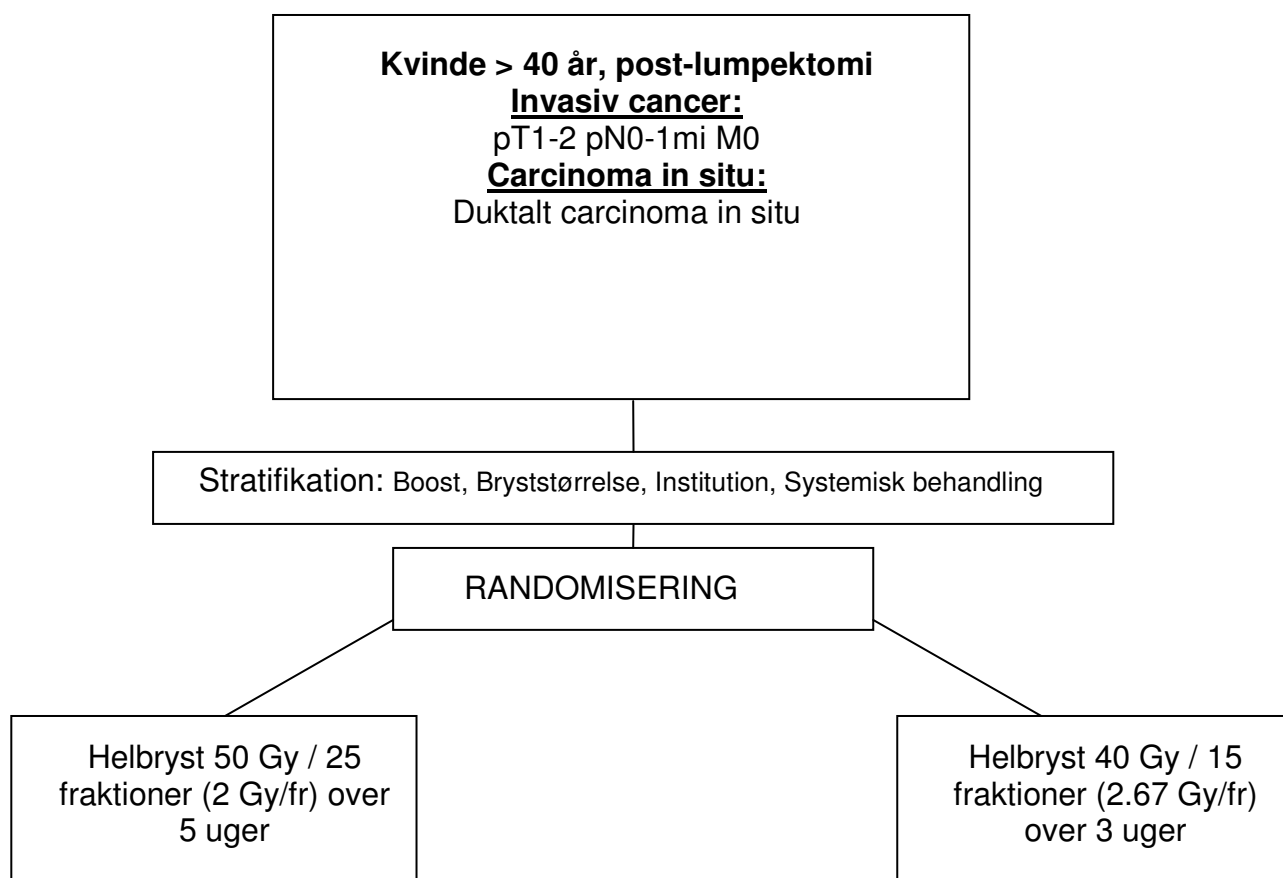 Kvinde > 40 år, post-lumpektomi
Invasiv cancer:
pT1-2 pN0-1mi M0
Carcinoma in situ:
Duktalt carcinoma in situ
Stratifikation: Boost, Bryststørrelse, Institution, Systemisk behandling
RANDOMISERING
Helbryst 50 Gy / 25
fraktioner (2 Gy/fr) over
5 uger
Helbryst 40 Gy / 15
fraktioner (2.67 Gy/fr)
over 3 uger